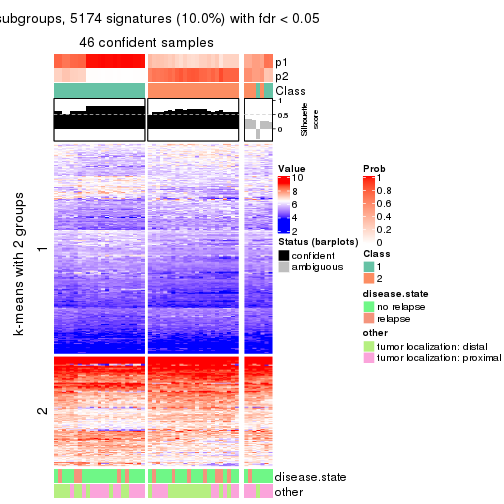 subgroups, 5174 signatures (10.0%) with fdr < 0.05
46 confident samples
p1
p2
Class
1
0.5
0
Silhouette
score
k-means with 2 groups
1
2
disease.state
other
Value
10
8
6
4
2
Status (barplots)
confident
ambiguous
Prob
1
0.8
0.6
0.4
0.2
0
Class
1
2
disease.state
no relapse
relapse
other
tumor localization: distal
tumor localization: proximal